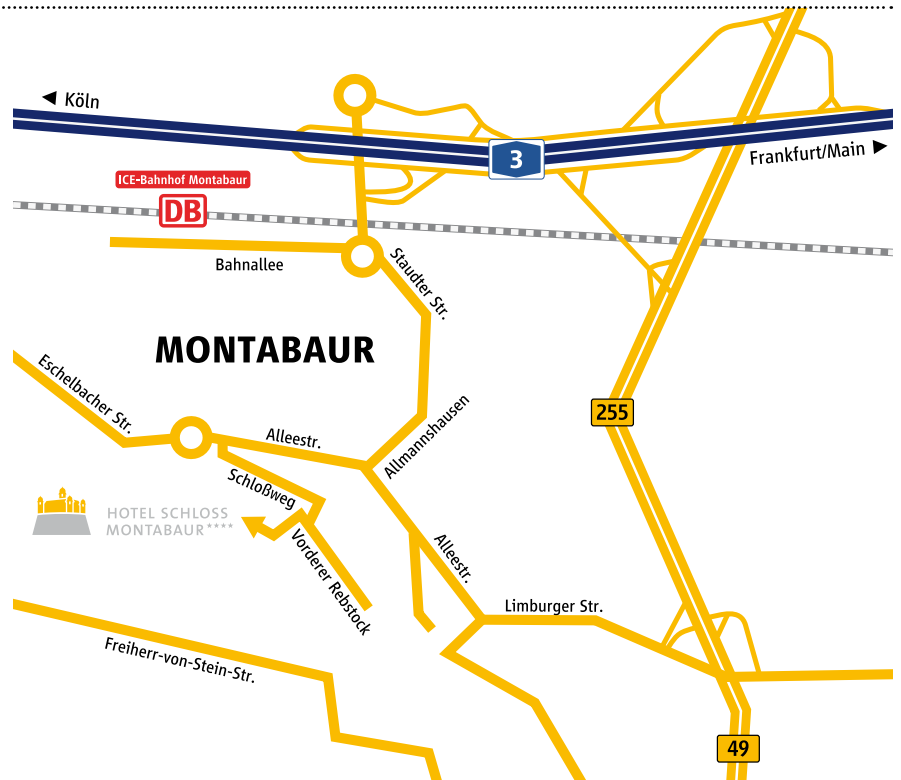 Köln
3
Frankfurt/Main
ICE-Bahnhof Montabaur
DB
Bahnallee
Staudter Str.
MONTABAUR
Eschelbacher Str.
Alleestr.
Allmannshausen
255
Schloßweg
HOTEL SCHLOSS
MONTABAUR****
Vorderer Rebstock
Alleestr.
Limburger Str.
Freiherr-von-Stein-Str.
49